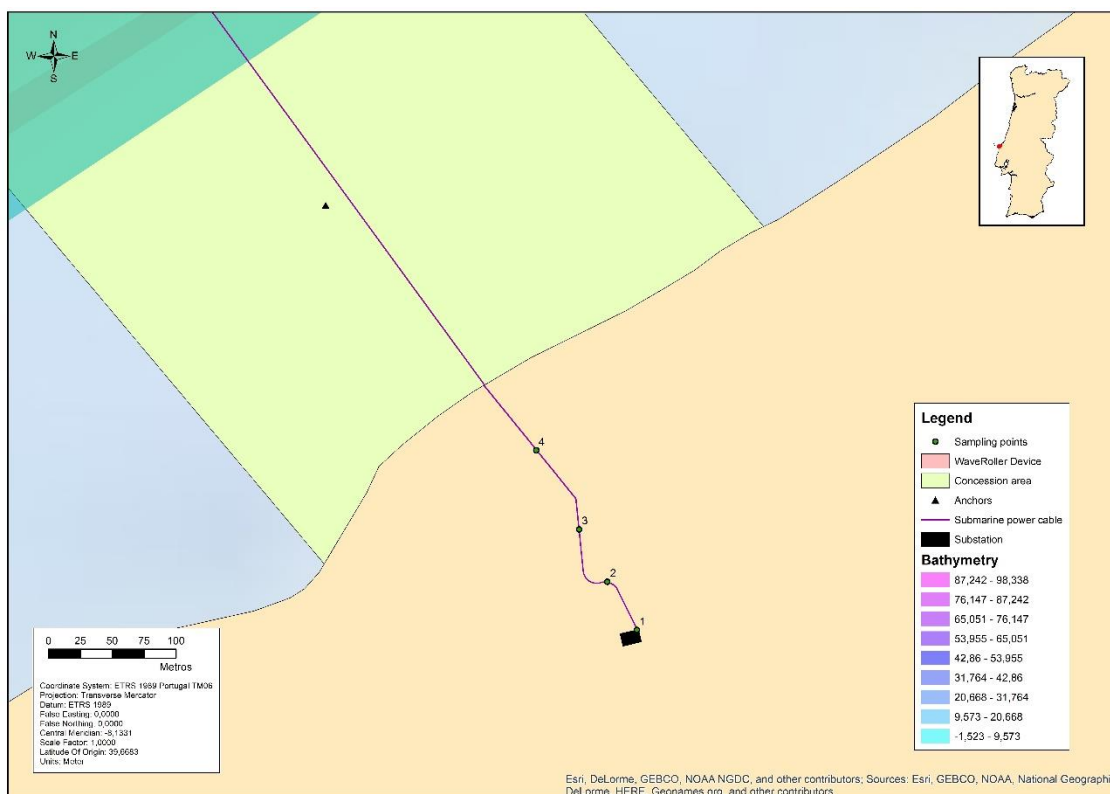 N
W E
S
4
3
2
1
Legend
Sampling points
WaveRoller Device
Concession area
Anchors
Submarine power cable
Substation
Bathymetry
87,242 - 98,338
76,147 - 87,242
65,051 - 76,147
53,955 - 65,051
42,86 - 53,955
31,764 - 42,86
20,668 - 31,764
9,573 - 20,668
-1,523 - 9,573
0 25 50 75 100
Metros
Coordinate System: ETRS 1989 Portugal TM06
Projection: Transverse Mercator
Datum: ETRS 1989
False Easting: 0,0000
False Northing: 0,0000
Central Meridian: -8,1331
Scale Factor: 1,0000
Latitude Of Origin: 39,6683
Units: Meter
Esri, DeLorme, GEBCO, NOAA NGDC, and other contributors; Sources: Esri, GEBCO, NOAA, National Geographi
DeLorme, HERE, Geonames.org, and other contributors